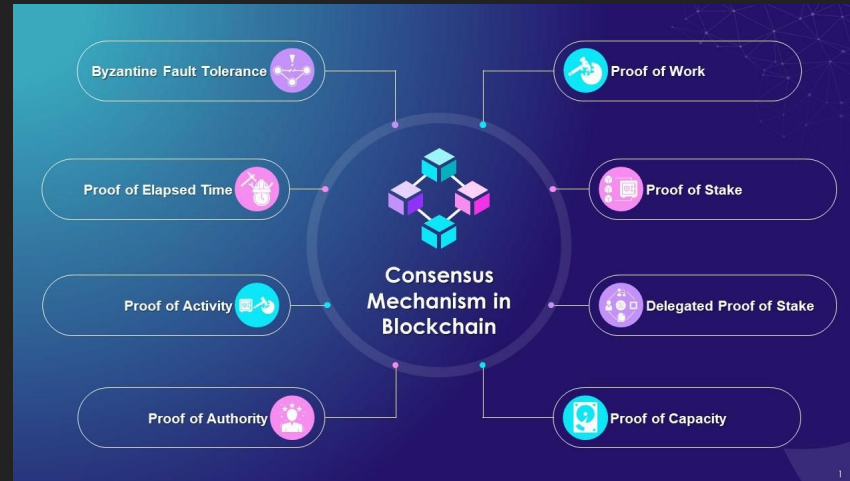 Byzantine Fault Tolerance
Proof of Work
Proof of Elapsed Time
Proof of Stake
Consensus
Mechanism in
Blockchain
Proof of Activity
Delegated Proof of Stake
Proof of Authority
Proof of Capacity
1